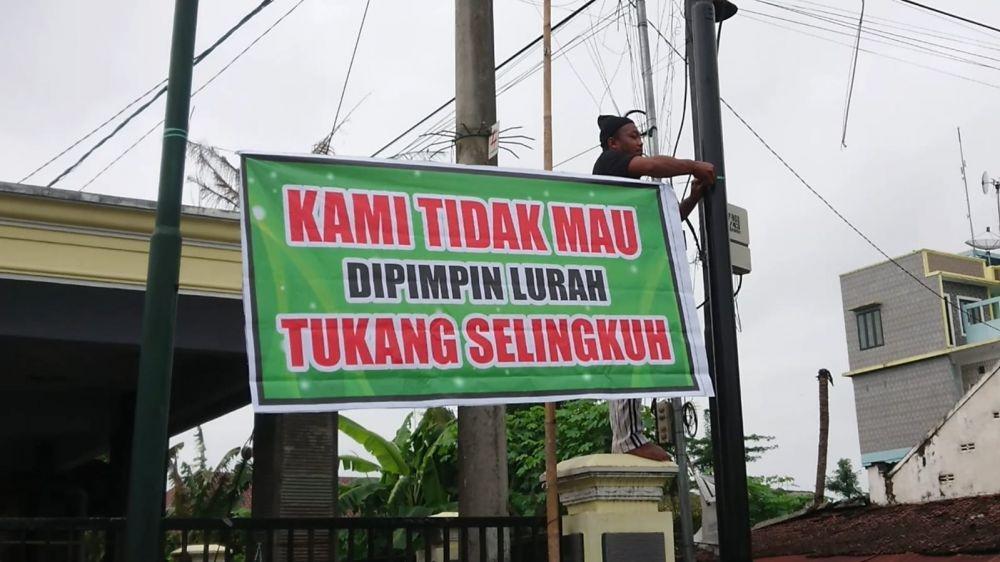 KAMI TIDAK MAU
DIPIMPIN LURAH
TUKANG SELINGKUH